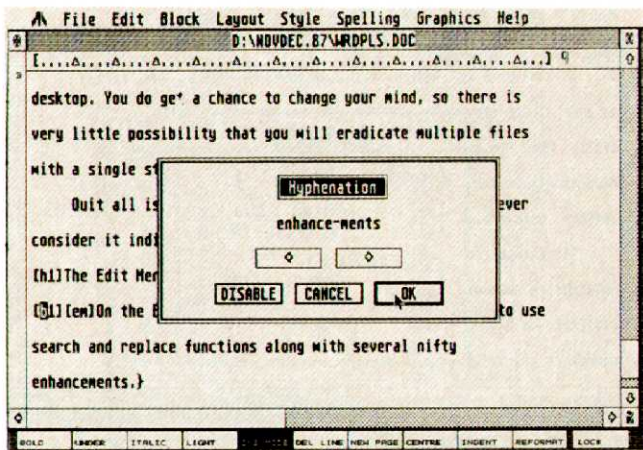 File Edit Block Layout Style Spelling Graphics Help
D:\NOVDEC.87\WRDPLS.DOC
desktop. You do get a chance to change your mind, so there is
very little possibility that you will eradicate multiple files
with a single st
Quit all is ever
consider it indi
[hl]The Edit Men
[hl][em]On the E to use
search and replace functions along with several nifty
enhancements.}
Hyphenation
enhance-ments
DISABLE CANCEL OK
BOLD UNDER ITALIC LIGHT DEL LINE NEW PAGE CENTRE INDENT REFORMAT LOCK